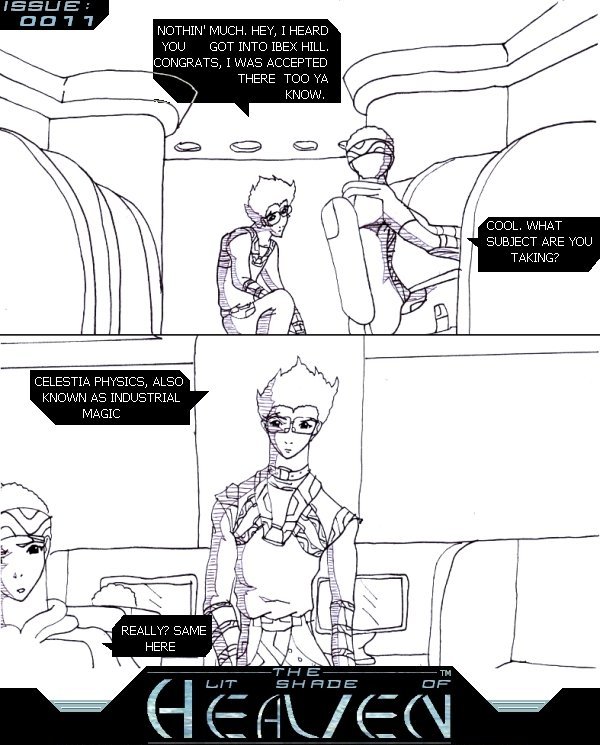 ISSUE:
0011
NOTHIN' MUCH. HEY, I HEARD
YOU GOT INTO IBEX HILL.
CONGRATS, I WAS ACCEPTED
THERE TOO YA
KNOW.
COOL. WHAT
SUBJECT ARE YOU
TAKING?
CELESTIA PHYSICS, ALSO
KNOWN AS INDUSTRIAL
MAGIC
REALLY? SAME
HERE
THE
LIT SHADE OF
HEAVEN™